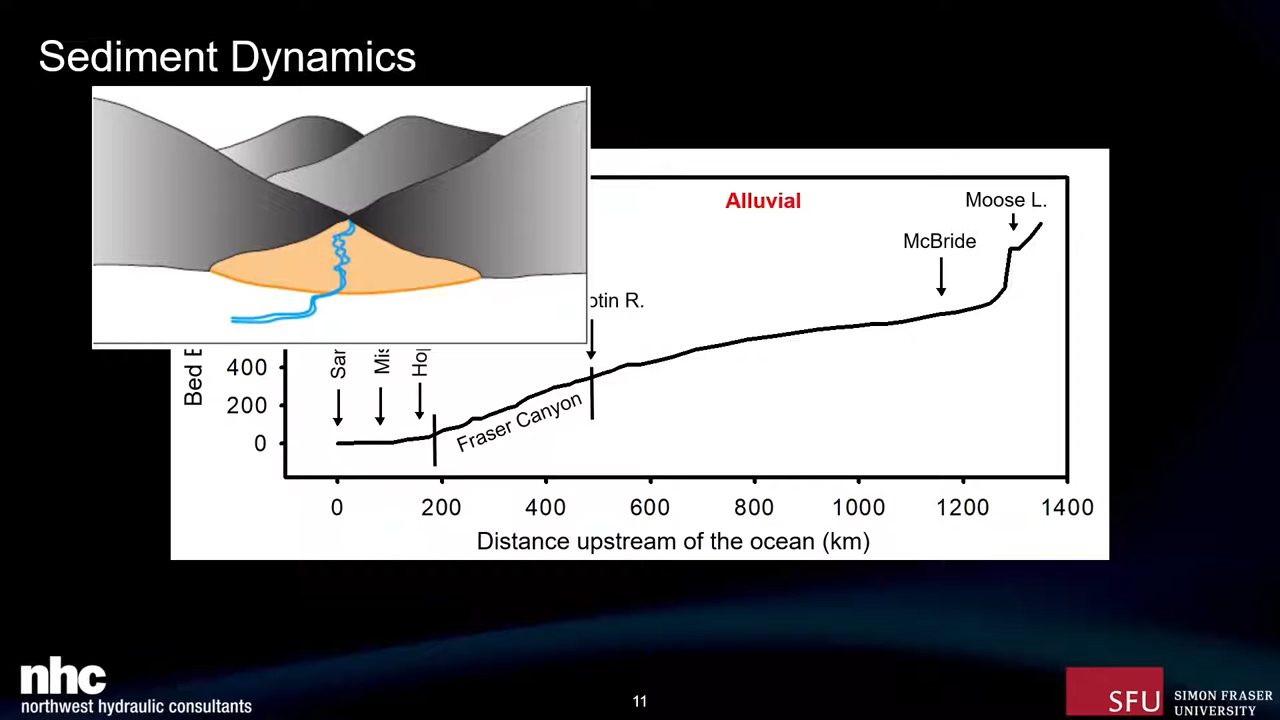 Sediment Dynamics
Alluvial
Moose L.
McBride
otin R.
Bed E
400
200
0
Sar
Mis
Hop
Fraser Canyon
0 200 400 600 800 1000 1200 1400
Distance upstream of the ocean (km)
nhc
northwest hydraulic consultants
11
SFU
SIMON FRASER
UNIVERSITY